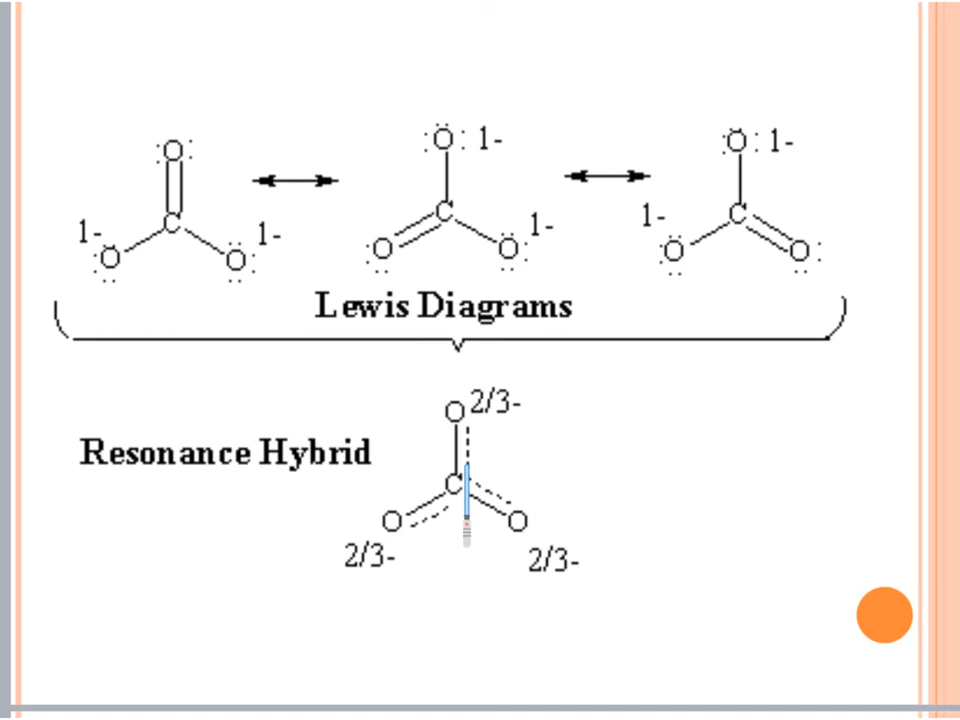 :Ö: 1- :Ö: 1-
:O:
1- C 1- C 1- 1- C
:O: :O: :O :O: :O: O:
Lewis Diagrams
O 2/3-
Resonance Hybrid
C
O O
2/3- 2/3-